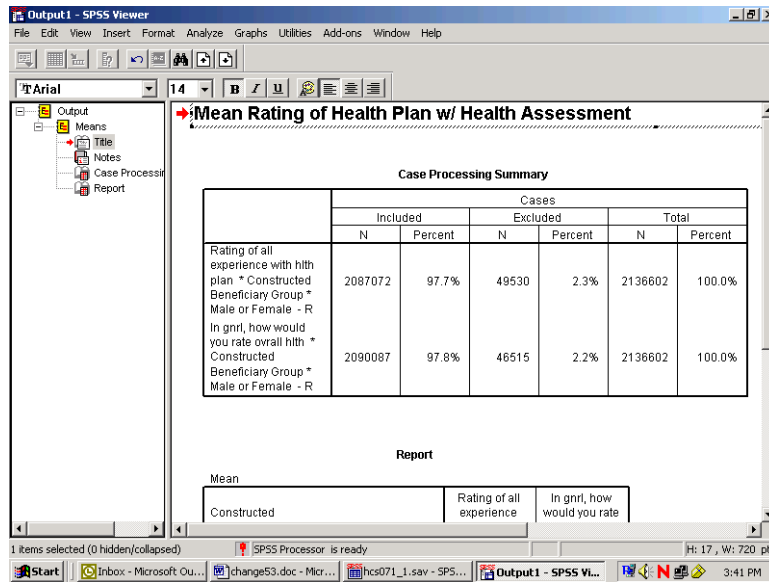 Output1 - SPSS Viewer
File Edit View Insert Format Analyze Graphs Utilities Add-ons Window Help
Arial 14 B I U
Output
Means
Title
Notes
Case Processin
Report
Mean Rating of Health Plan w/ Health Assessment
Case Processing Summary
Cases
Included Excluded Total
N Percent N Percent N Percent
Rating of all
experience with hlth
plan * Constructed
Beneficiary Group *
Male or Female - R
2087072 97.7% 49530 2.3% 2136602 100.0%
In gnrl, how would
you rate ovrall hlth *
Constructed
Beneficiary Group *
Male or Female - R
2090087 97.8% 46515 2.2% 2136602 100.0%
Report
Mean
Rating of all In gnrl, how
Constructed experience would you rate
1 items selected (0 hidden/collapsed) SPSS Processor is ready H: 17 , W: 720 pt
Start Inbox - Microsoft Ou... change53.doc - Micr... hcs071_1.sav - SPS... Output1 - SPSS Vi... N 3:41 PM